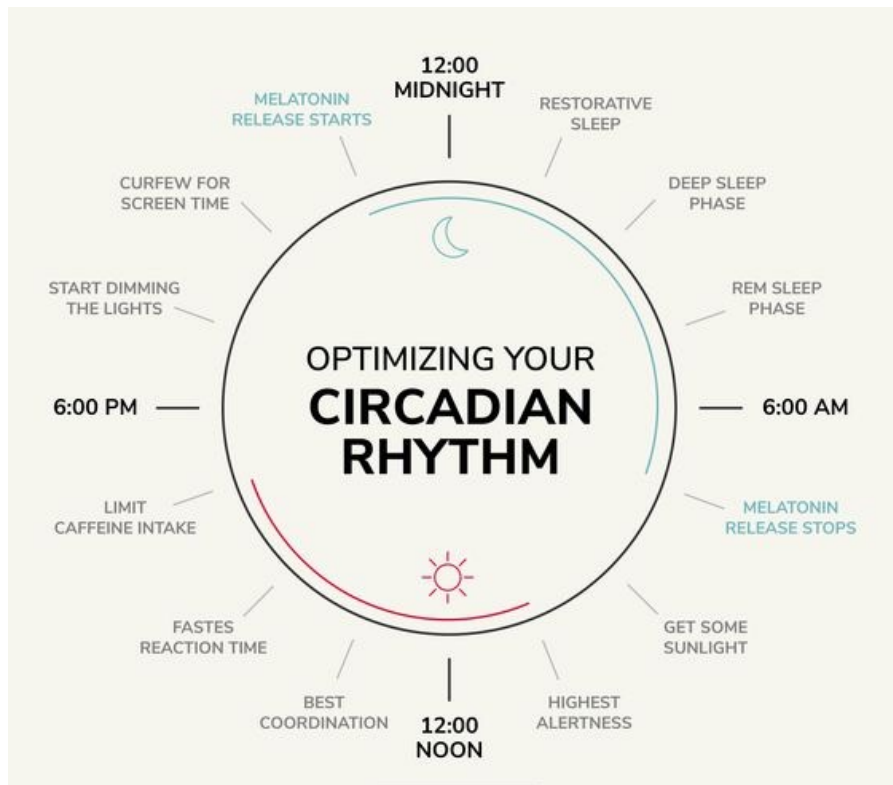 12:00
MIDNIGHT
RESTORATIVE
SLEEP
DEEP SLEEP
PHASE
REM SLEEP
PHASE
6:00 AM
MELATONIN
RELEASE STOPS
GET SOME
SUNLIGHT
HIGHEST
ALERTNESS
12:00
NOON
BEST
COORDINATION
FASTES
REACTION TIME
LIMIT
CAFFEINE INTAKE
6:00 PM
START DIMMING
THE LIGHTS
CURFEW FOR
SCREEN TIME
MELATONIN
RELEASE STARTS
OPTIMIZING YOUR
CIRCADIAN
RHYTHM